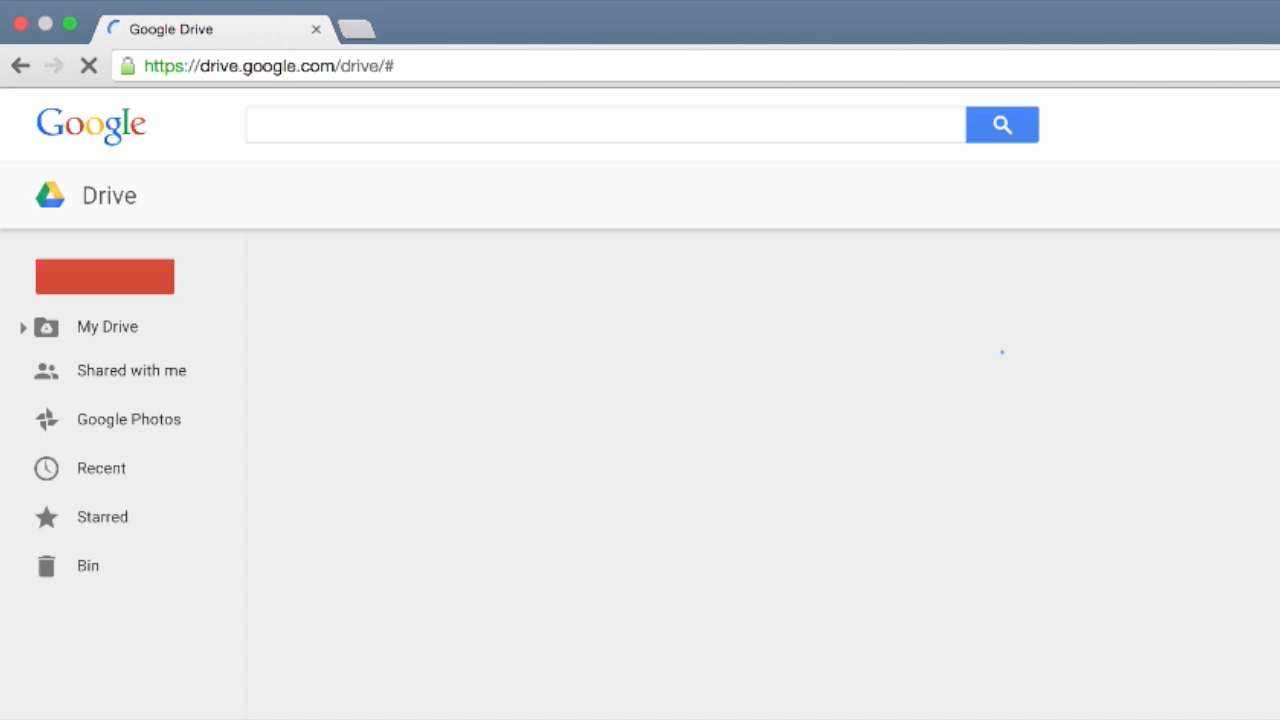 Google Drive
https://drive.google.com/drive/#
Google
Drive
My Drive
Shared with me
Google Photos
Recent
Starred
Bin